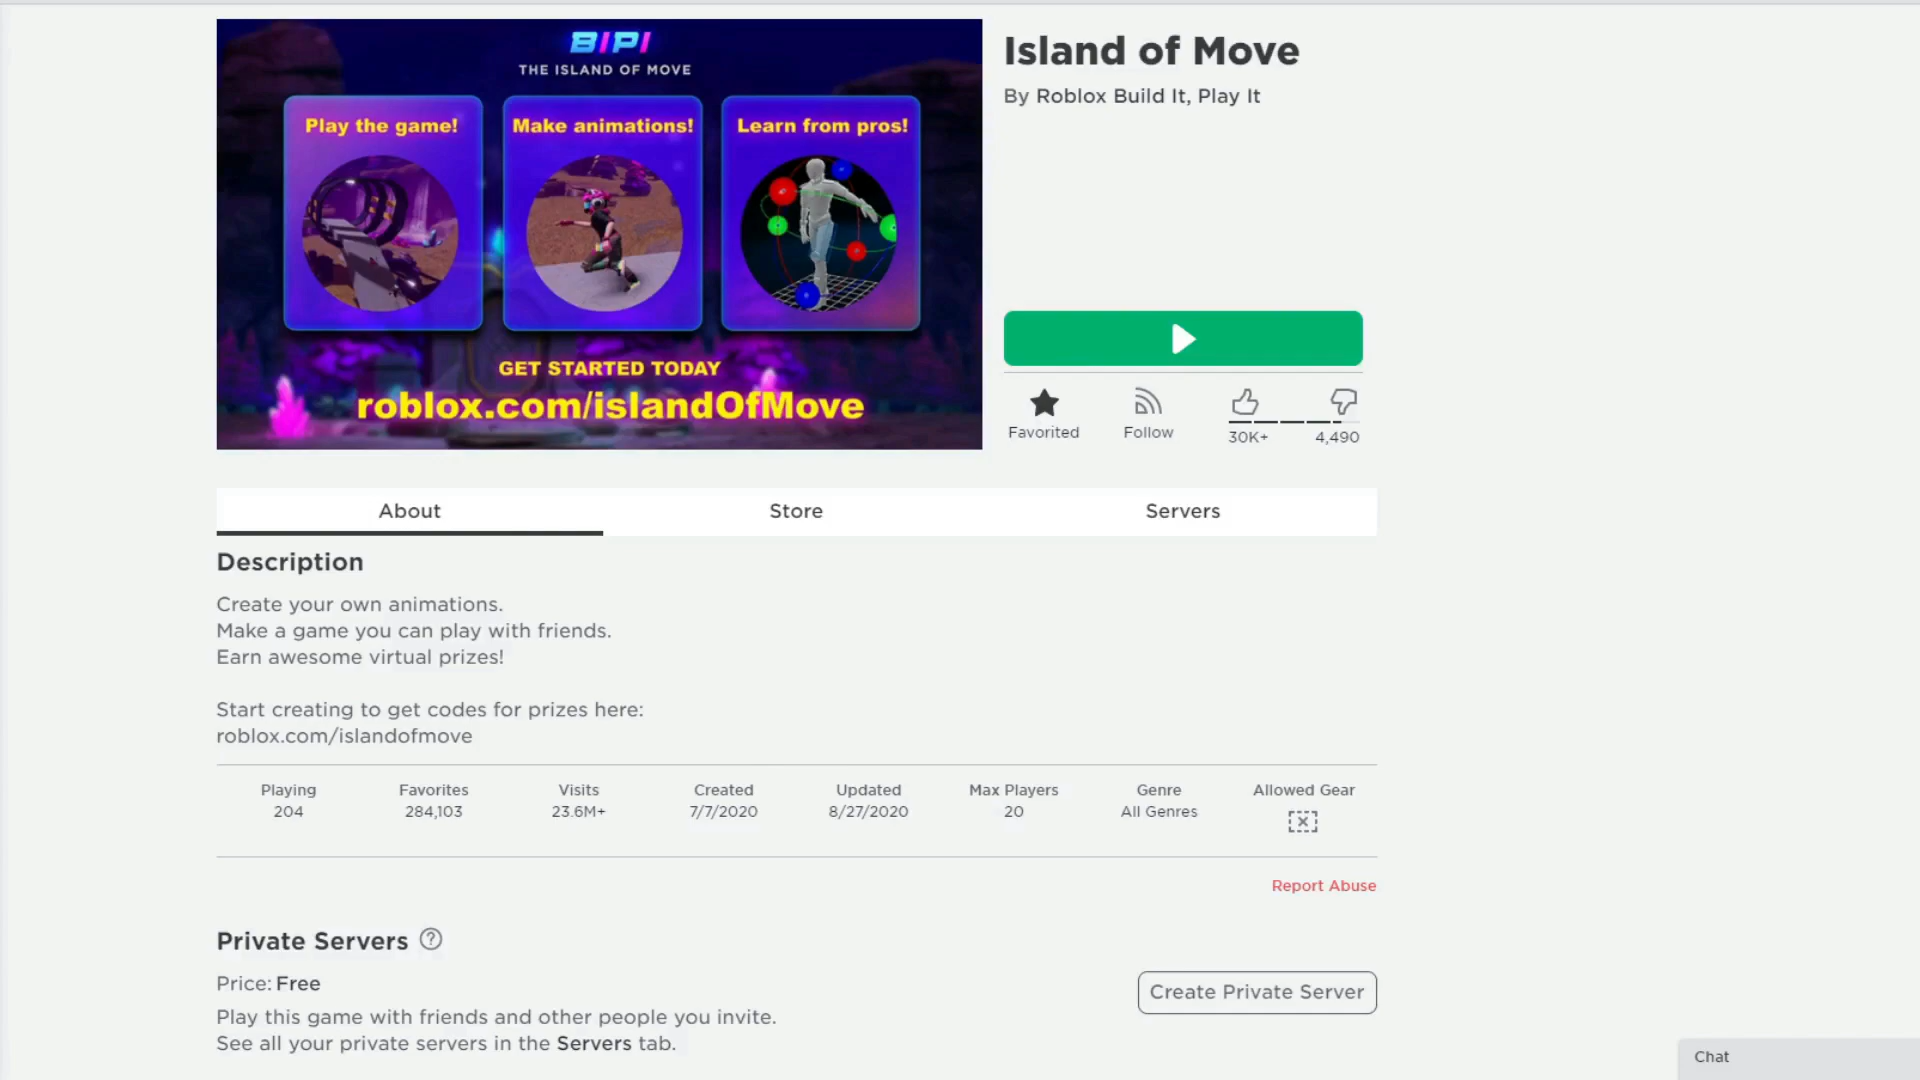 BIPI
THE ISLAND OF MOVE
Play the game!
Make animations!
Learn from pros!
GET STARTED TODAY
roblox.com/islandOfMove
Island of Move
By Roblox Build It, Play It
Favorited
Follow
30K+
4,490
About
Store
Servers
Description
Create your own animations.
Make a game you can play with friends.
Earn awesome virtual prizes!
Start creating to get codes for prizes here:
roblox.com/islandofmove
Playing
204
Favorites
284,103
Visits
23.6M+
Created
7/7/2020
Updated
8/27/2020
Max Players
20
Genre
All Genres
Allowed Gear
Report Abuse
Private Servers
Price: Free
Create Private Server
Play this game with friends and other people you invite.
See all your private servers in the Servers tab.
Chat